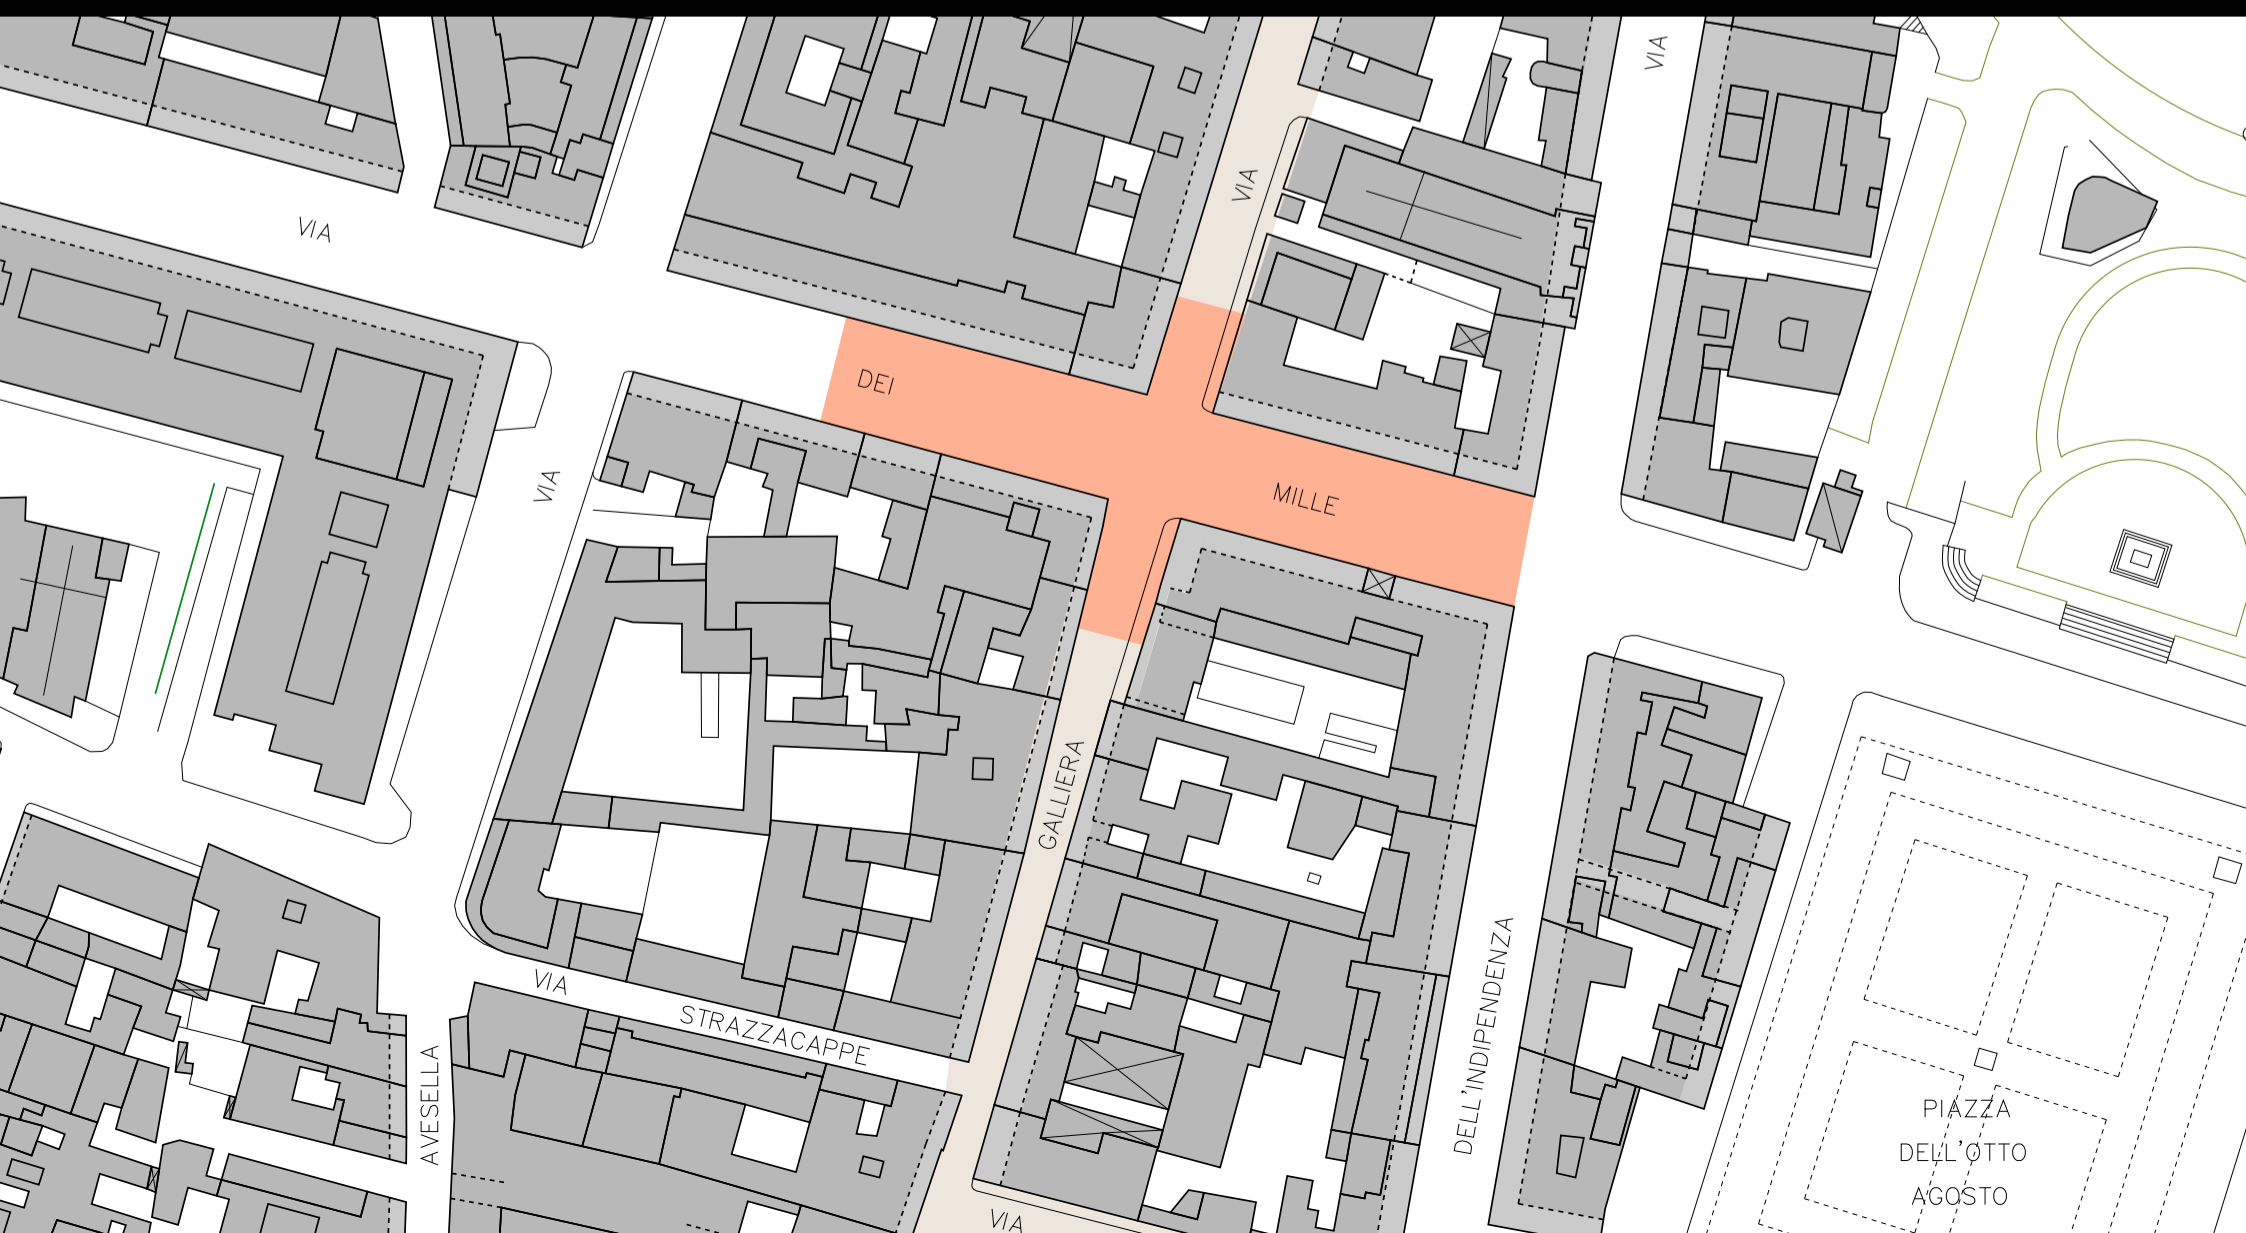 VIA
VIA
VIA
DEI
VIA
MILLE
GALLIERA
VIA
STRAZZACAPPE
AVESELLA
DELL'INDIPENDENZA
PIAZZA
DELL'OTTO
AGOSTO
VIA